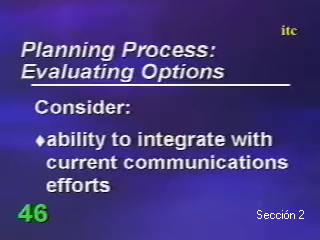 itc
Planning Process:
Evaluating Options
Consider:
♦ability to integrate with
current communications
efforts
46
Sección 2